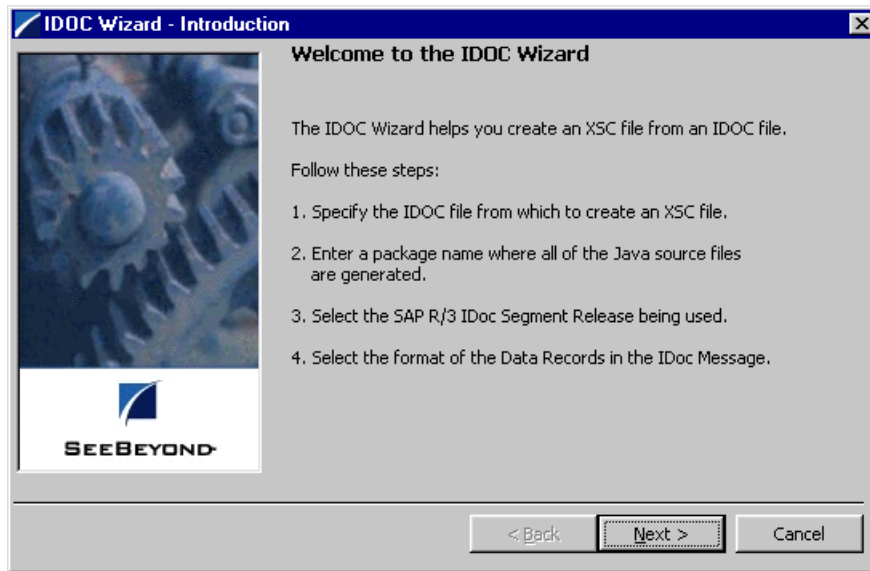 IDOC Wizard - Introduction
Welcome to the IDOC Wizard
The IDOC Wizard helps you create an XSC file from an IDOC file.
Follow these steps:
1. Specify the IDOC file from which to create an XSC file.
2. Enter a package name where all of the Java source files
are generated.
3. Select the SAP R/3 IDoc Segment Release being used.
4. Select the format of the Data Records in the IDoc Message.
SEEBEYOND
< Back
Next >
Cancel